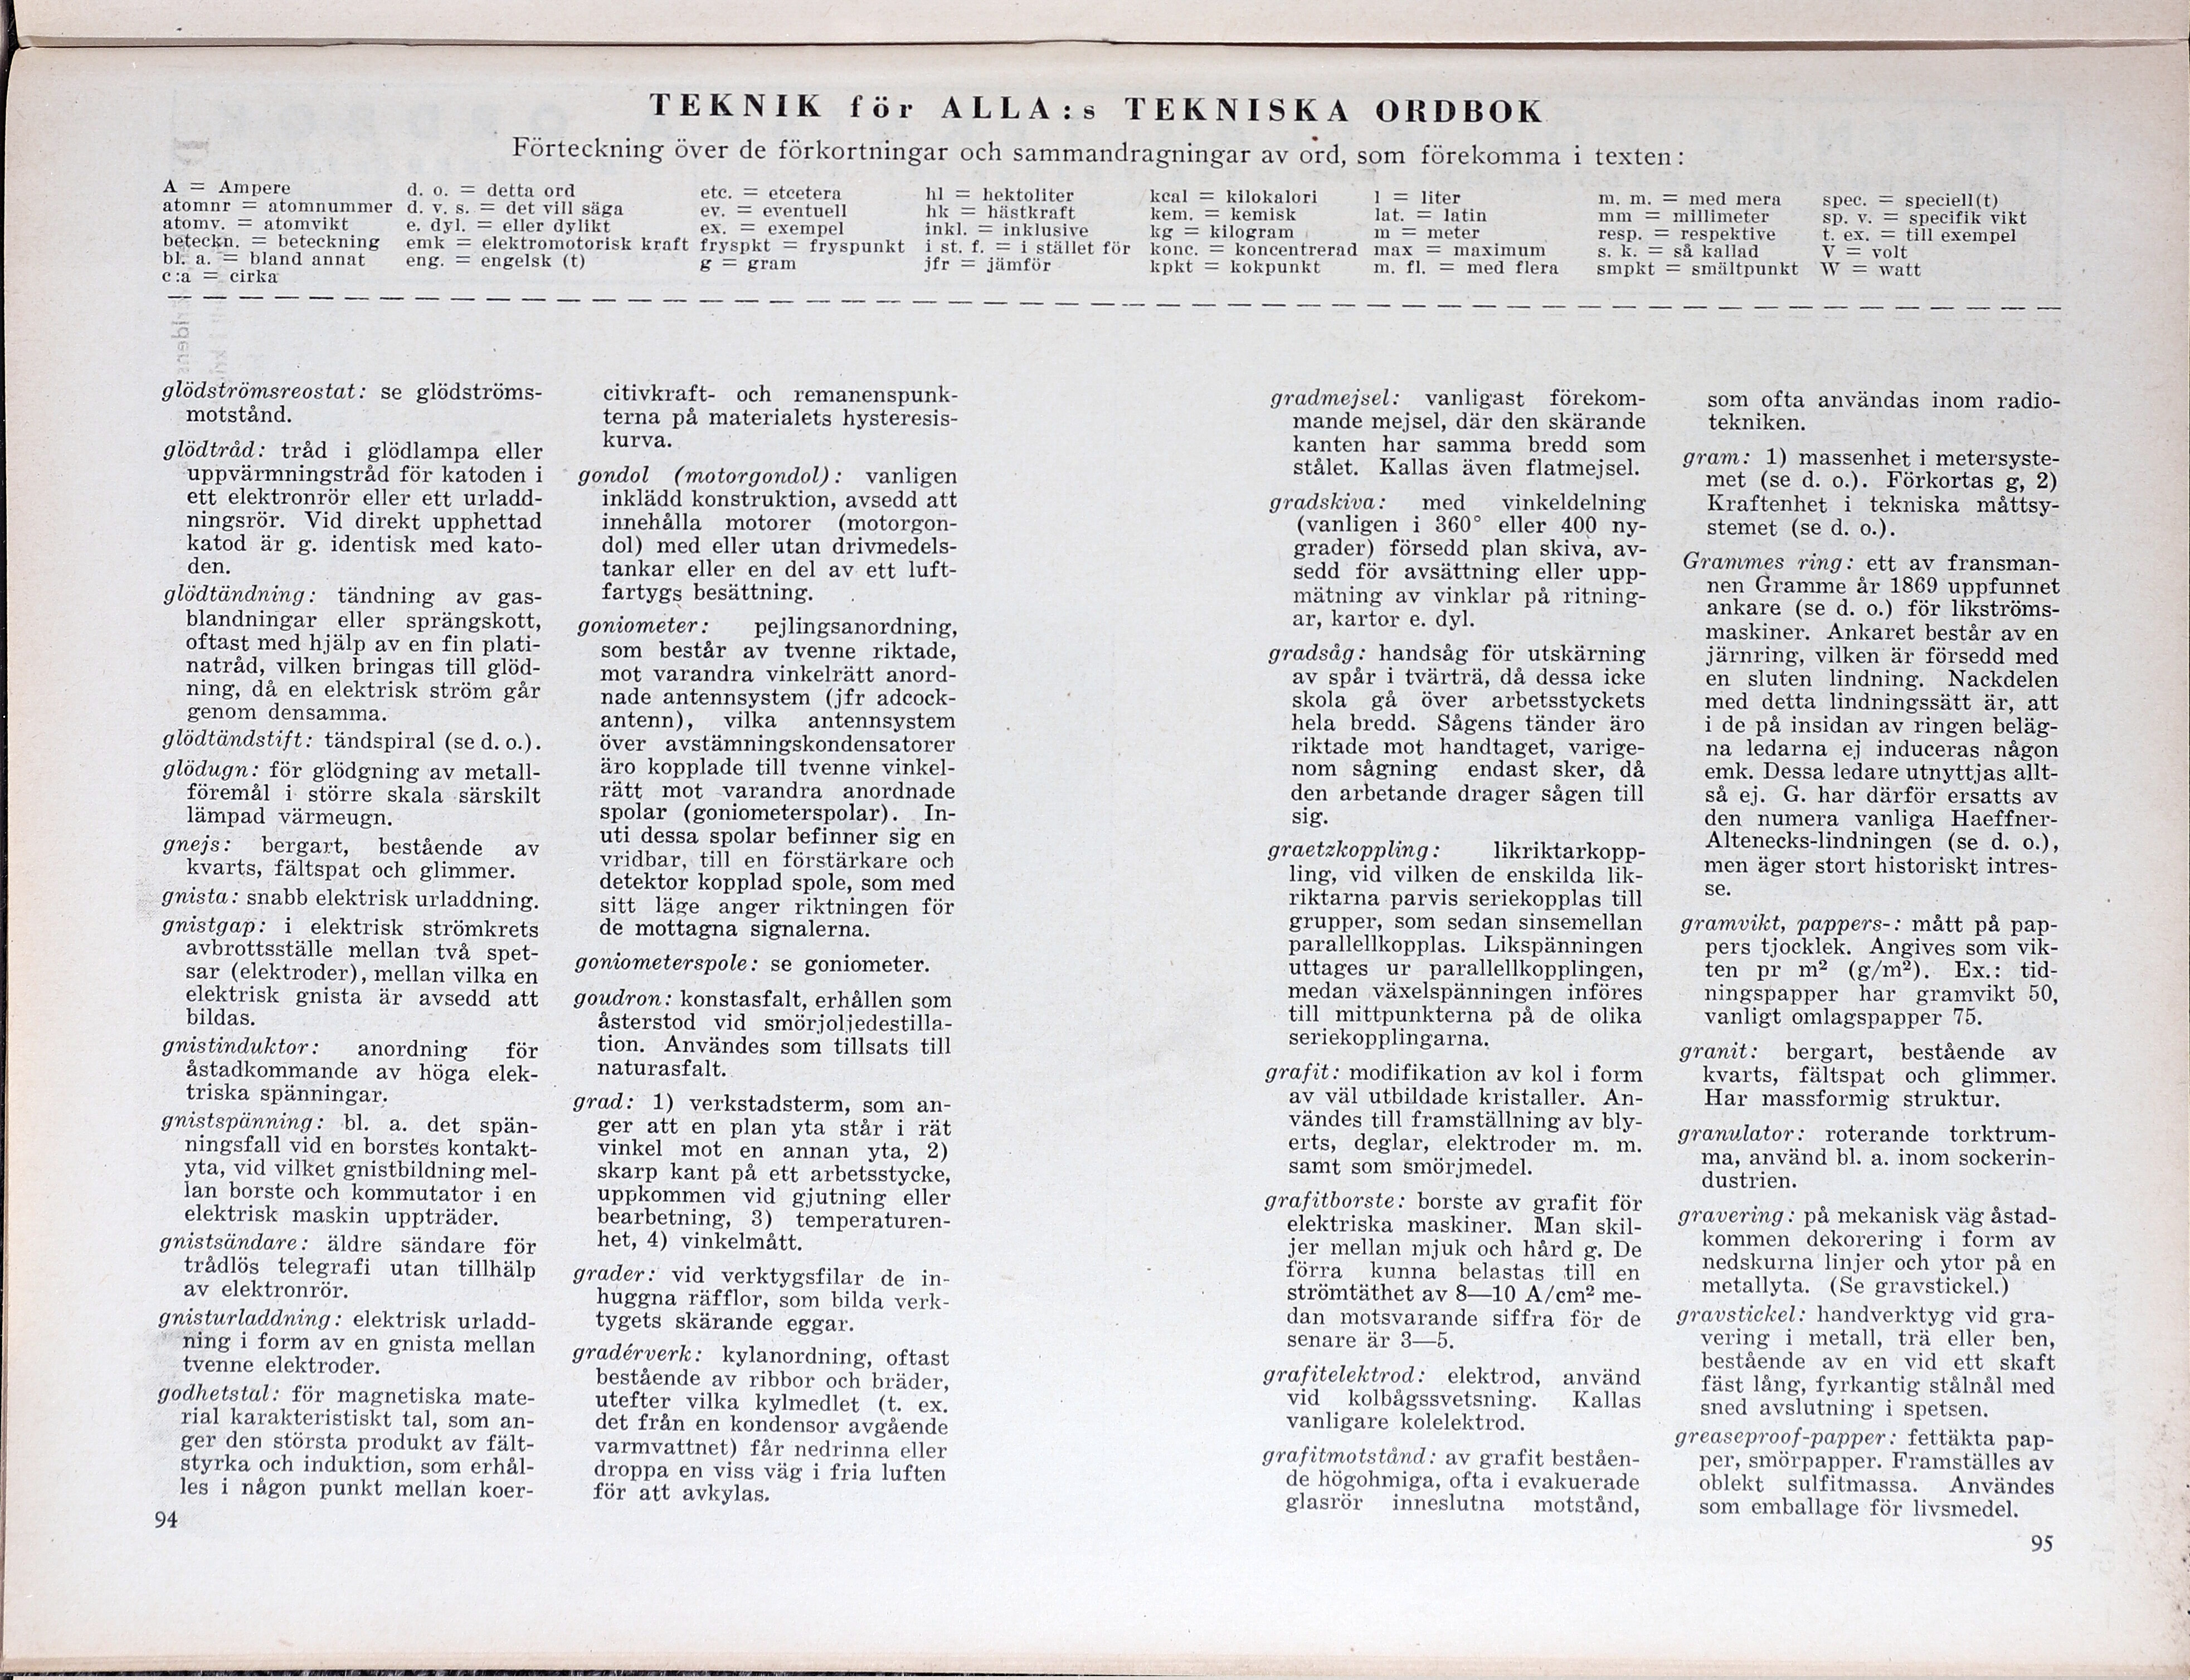 TEKNIK för ALLA:s TEKNISKA ORDBOK
Förteckning över de förkortningar och sammandragningar av ord, som förekomma i texten:
A = Ampere
atomnr = atomnummer
atomv. = atomvikt
beteckn. = beteckning
bl. a. = bland annat
c:a = cirka
d. o. = detta ord
d. v. s. = det vill säga
e. dyl. = eller dylikt
emk = elektromotorisk kraft
eng. = engelsk (t)
etc. = etcetera
ev. = eventuell
ex. = exempel
fryspkt = fryspunkt
g = gram
hl = hektoliter
hk = hästkraft
inkl. = inklusive
i st. f. = i stället för
jfr = jämför
kcal = kilokalori
kem. = kemisk
kg = kilogram
konc. = koncentrerad
kpkt = kokpunkt
l = liter
lat. = latin
m = meter
max = maximum
m. fl. = med flera
m. m. = med mera
mm = millimeter
resp. = respektive
s. k. = så kallad
smpkt = smältpunkt
spec. = speciell(t)
sp. v. = specifik vikt
t. ex. = till exempel
V = volt
W = watt
glödströmsreostat: se glödströms-
motstånd.
glödtråd: tråd i glödlampa eller
uppvärmningstråd för katoden i
ett elektronrör eller ett urladd-
ningsrör. Vid direkt upphettad
katod är g. identisk med kato-
den.
glödtändning: tändning av gas-
blandningar eller sprängskott,
oftast med hjälp av en fin plati-
natråd, vilken bringas till glöd-
ning, då en elektrisk ström går
genom densamma.
glödtändstift: tändspiral (se d. o.).
glödugn: för glödgning av metall-
föremål i större skala särskilt
lämpad värmeugn.
gnejs: bergart, bestående av
kvarts, fältspat och glimmer.
gnista: snabb elektrisk urladdning.
gnistgap: i elektrisk strömkrets
avbrottsställe mellan två spet-
sar (elektroder), mellan vilka en
elektrisk gnista är avsedd att
bildas.
gnistinduktor: anordning för
åstadkommande av höga elek-
triska spänningar.
gnistspänning: bl. a. det spän-
ningsfall vid en borstes kontakt-
yta, vid vilket gnistbildning mel-
lan borste och kommutator i en
elektrisk maskin uppträder.
gnistsändare: äldre sändare för
trådlös telegrafi utan tillhälp
av elektronrör.
gnisturladdning: elektrisk urladd-
ning i form av en gnista mellan
tvenne elektroder.
godhetstal: för magnetiska mate-
rial karakteristiskt tal, som an-
ger den största produkt av fält-
styrka och induktion, som erhål-
les i någon punkt mellan koer-
94
citivkraft- och remanenspunk-
terna på materialets hysteresis-
kurva.
gondol (motorgondol): vanligen
inklädd konstruktion, avsedd att
innehålla motorer (motorgon-
dol) med eller utan drivmedels-
tankar eller en del av ett luft-
fartygs besättning.
goniometer: pejlingsanordning,
som består av tvenne riktade,
mot varandra vinkelrätt anord-
nade antennsystem (jfr adcock-
antenn), vilka antennsystem
över avstämningskondensatorer
äro kopplade till tvenne vinkel-
rätt mot varandra anordnade
spolar (goniometerspolar). In-
uti dessa spolar befinner sig en
vridbar, till en förstärkare och
detektor kopplad spole, som med
sitt läge anger riktningen för
de mottagna signalerna.
goniometerspole: se goniometer.
goudron: konstasfalt, erhållen som
åsterstod vid smörjoljedestilla-
tion. Användes som tillsats till
naturasfalt.
grad: 1) verkstadsterm, som an-
ger att en plan yta står i rät
vinkel mot en annan yta, 2)
skarp kant på ett arbetsstycke,
uppkommen vid gjutning eller
bearbetning, 3) temperaturen-
het, 4) vinkelmått.
grader: vid verktygsfilar de in-
huggna räfflor, som bilda verk-
tygets skärande eggar.
gradérverk: kylanordning, oftast
bestående av ribbor och bräder,
utefter vilka kylmedlet (t. ex.
det från en kondensor avgående
varmvattnet) får nedrinna eller
droppa en viss väg i fria luften
för att avkylas.
gradmejsel: vanligast förekom-
mande mejsel, där den skärande
kanten har samma bredd som
stålet. Kallas även flatmejsel.
gradskiva: med vinkeldelning
(vanligen i 360° eller 400 ny-
grader) försedd plan skiva, av-
sedd för avsättning eller upp-
mätning av vinklar på ritning-
ar, kartor e. dyl.
gradsåg: handsåg för utskärning
av spår i tvärträ, då dessa icke
skola gå över arbetsstyckets
hela bredd. Sågens tänder äro
riktade mot handtaget, varige-
nom sågning endast sker, då
den arbetande drager sågen till
sig.
graetzkoppling: likriktarkopp-
ling, vid vilken de enskilda lik-
riktarna parvis seriekopplas till
grupper, som sedan sinsemellan
parallellkopplas. Likspänningen
uttages ur parallellkopplingen,
medan växelspänningen införes
till mittpunkterna på de olika
seriekopplingarna.
grafit: modifikation av kol i form
av väl utbildade kristaller. An-
vändes till framställning av bly-
erts, deglar, elektroder m. m.
samt som smörjmedel.
grafitborste: borste av grafit för
elektriska maskiner. Man skil-
jer mellan mjuk och hård g. De
förra kunna belastas till en
strömtäthet av 8—10 A/cm² me-
dan motsvarande siffra för de
senare är 3—5.
grafitelektrod: elektrod, använd
vid kolbågssvetsning. Kallas
vanligare kolelektrod.
grafitmotstånd: av grafit beståen-
de högohmiga, ofta i evakuerade
glasrör inneslutna motstånd,
som ofta användas inom radio-
tekniken.
gram: 1) massenhet i metersyste-
met (se d. o.). Förkortas g, 2)
Kraftenhet i tekniska måttsy-
stemet (se d. o.).
Grammes ring: ett av fransman-
nen Gramme år 1869 uppfunnet
ankare (se d. o.) för likströms-
maskiner. Ankaret består av en
järnring, vilken är försedd med
en sluten lindning. Nackdelen
med detta lindningssätt är, att
i de på insidan av ringen beläg-
na ledarna ej induceras någon
emk. Dessa ledare utnyttjas allt-
så ej. G. har därför ersatts av
den numera vanliga Haeffner-
Altenecks-lindningen (se d. o.),
men äger stort historiskt intres-
se.
gramvikt, pappers-: mått på pap-
pers tjocklek. Angives som vik-
ten pr m² (g/m²). Ex.: tid-
ningspapper har gramvikt 50,
vanligt omlagspapper 75.
granit: bergart, bestående av
kvarts, fältspat och glimmer.
Har massformig struktur.
granulator: roterande torktrum-
ma, använd bl. a. inom sockerin-
dustrien.
gravering: på mekanisk väg åstad-
kommen dekorering i form av
nedskurna linjer och ytor på en
metallyta. (Se gravstickel.)
gravstickel: handverktyg vid gra-
vering i metall, trä eller ben,
bestående av en vid ett skaft
fäst lång, fyrkantig stålnål med
sned avslutning i spetsen.
greaseproof-papper: fettäkta pap-
per, smörpapper. Framställes av
oblekt sulfitmassa. Användes
som emballage för livsmedel.
95